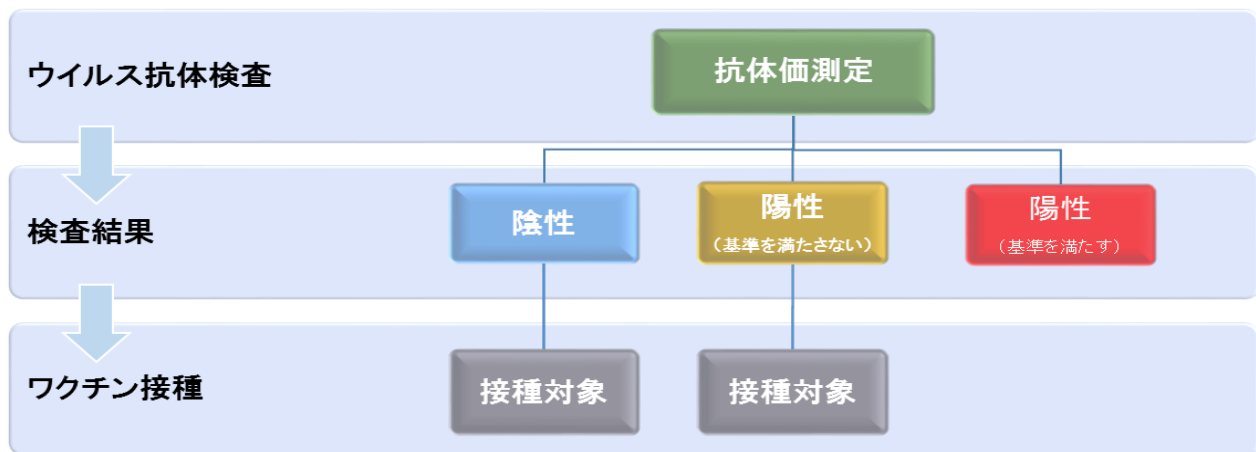 ウイルス抗体検査
抗体価測定
検査結果
陰性
陽性
（基準を満たさない）
陽性
（基準を満たす）
ワクチン接種
接種対象
接種対象